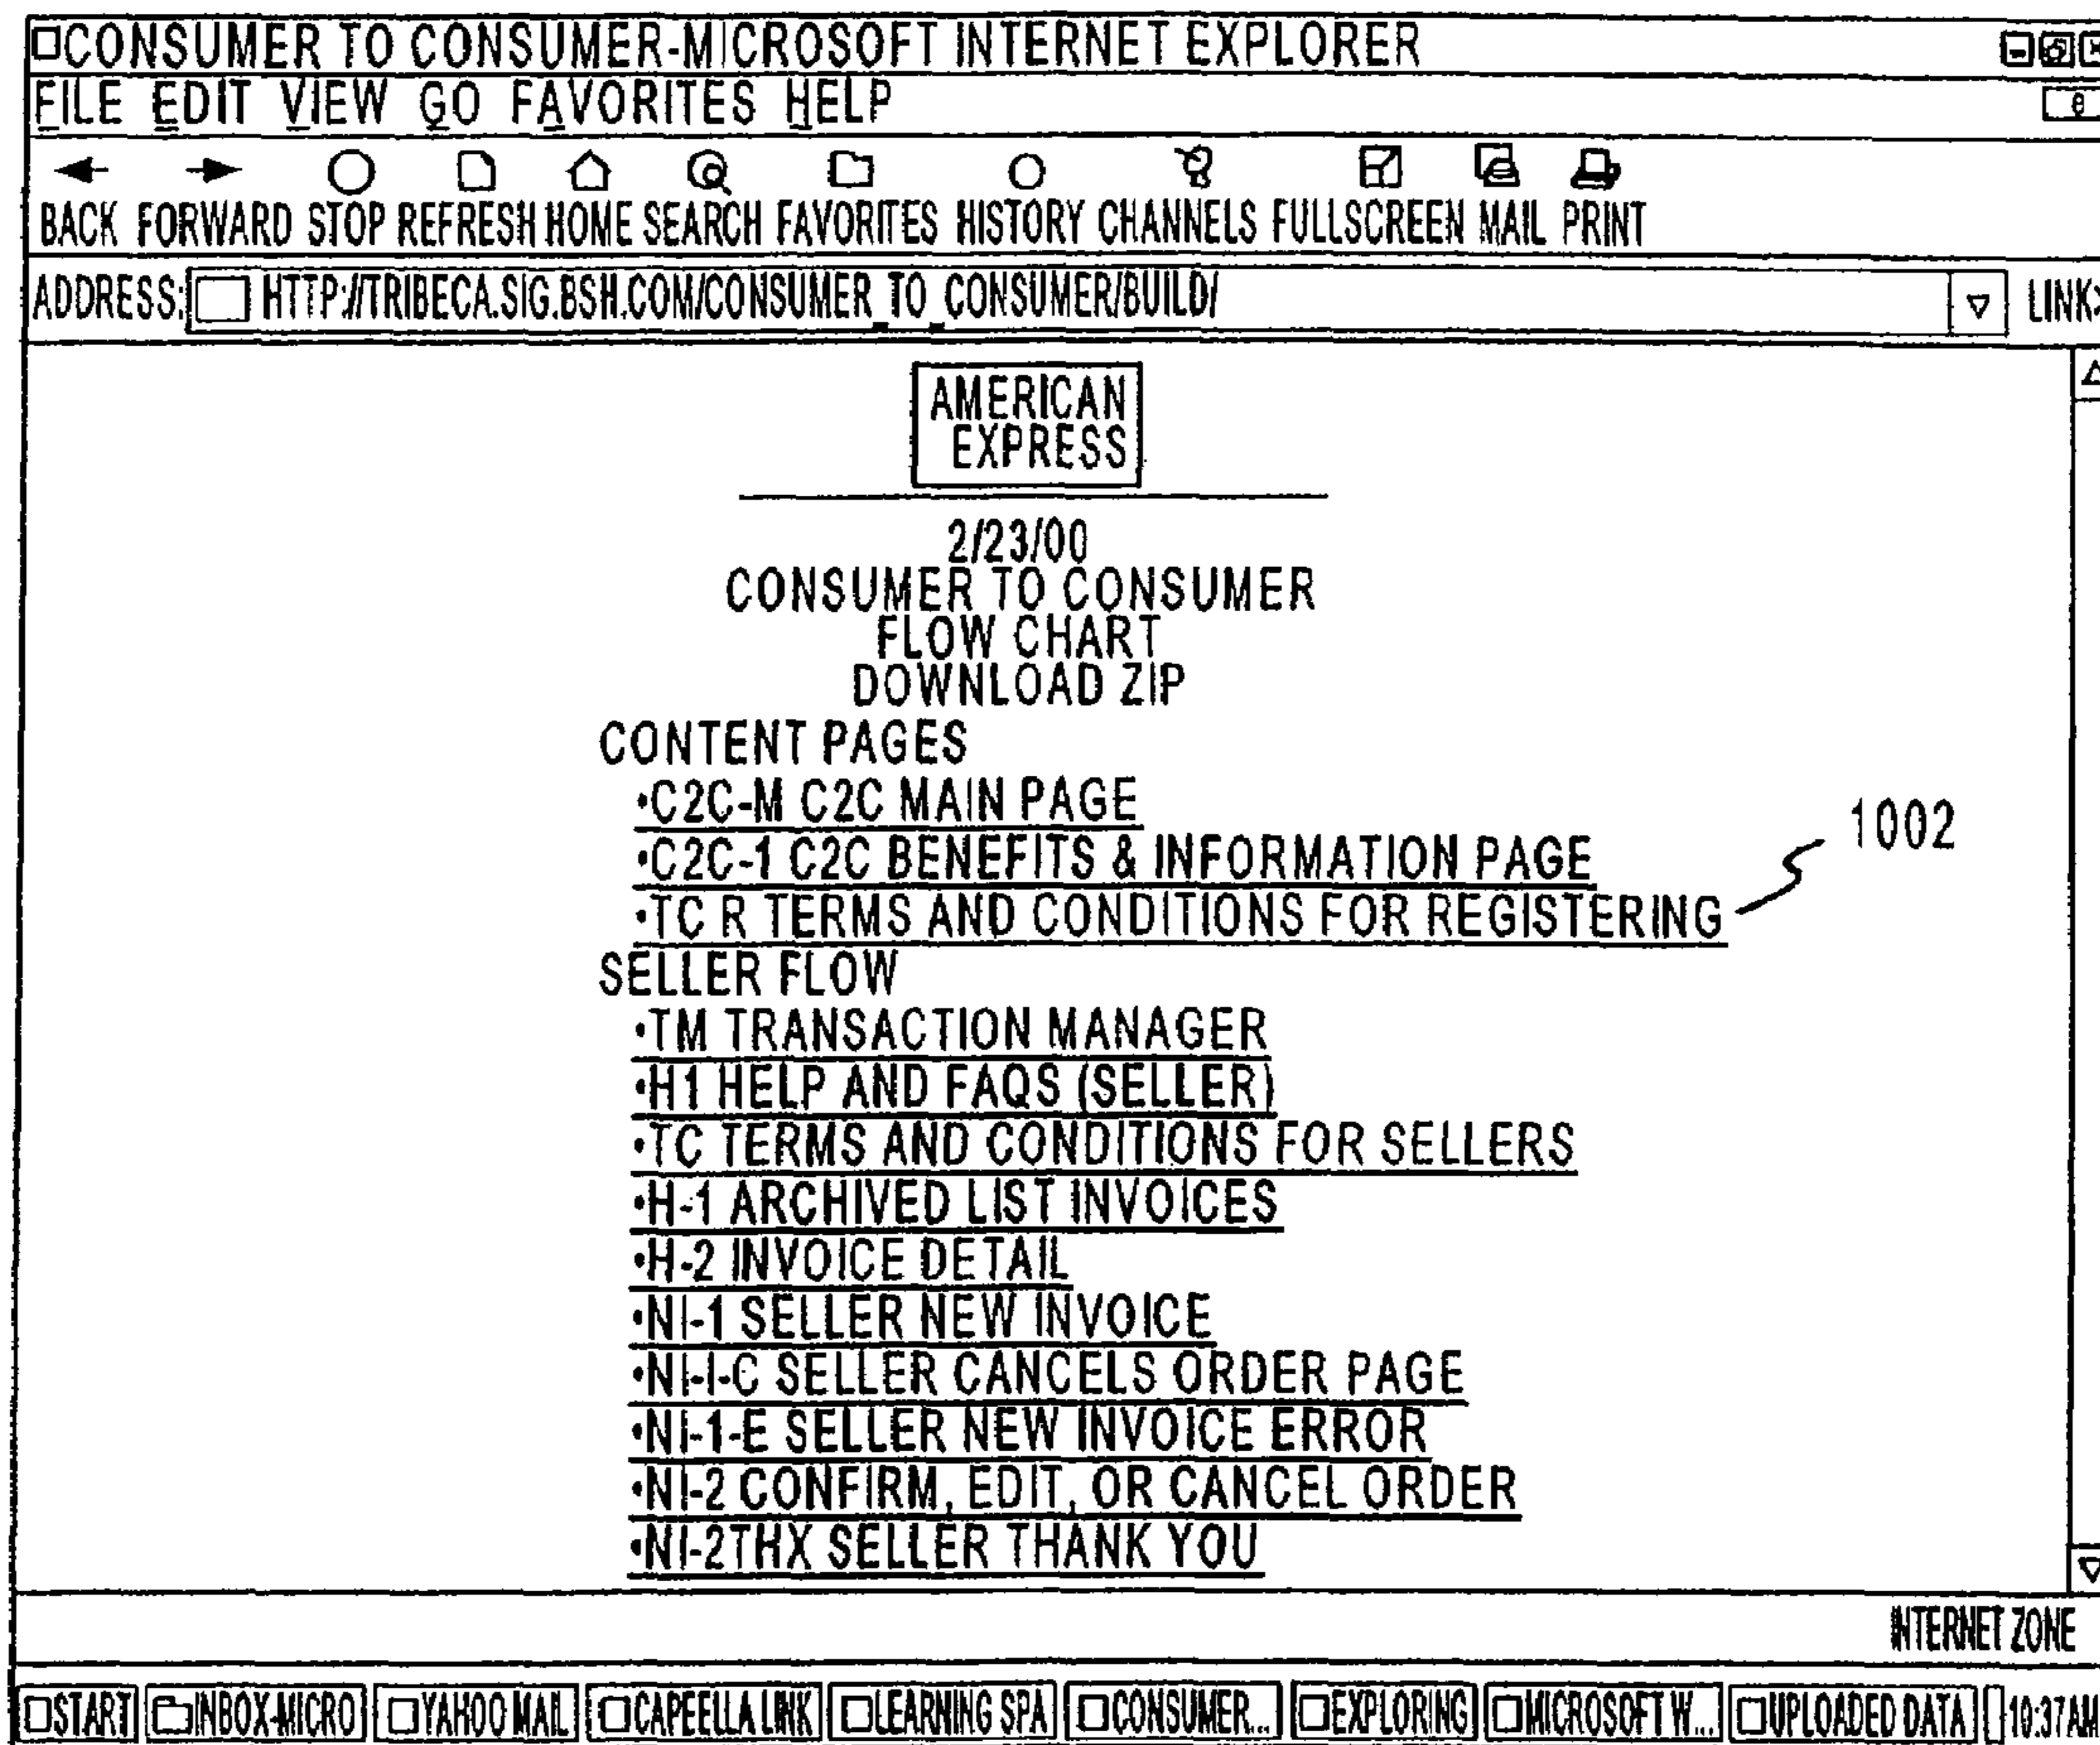 CONSUMER TO CONSUMER-MICROSOFT INTERNET EXPLORER
FILE EDIT VIEW GO FAVORITES HELP
e
BACK FORWARD STOP REFRESH HOME SEARCH FAVORITES HISTORY CHANNELS FULLSCREEN MAIL PRINT
ADDRESS: HTTP://TRIBECA.SIG.BSH.COM/CONSUMER_TO_CONSUMER/BUILD/ LINK>
AMERICAN
EXPRESS
2/23/00
CONSUMER TO CONSUMER
FLOW CHART
DOWNLOAD ZIP
CONTENT PAGES
•C2C-M C2C MAIN PAGE
•C2C-1 C2C BENEFITS & INFORMATION PAGE
1002
•TC R TERMS AND CONDITIONS FOR REGISTERING
SELLER FLOW
•TM TRANSACTION MANAGER
•H1 HELP AND FAQS (SELLER)
•TC TERMS AND CONDITIONS FOR SELLERS
•H-1 ARCHIVED LIST INVOICES
•H-2 INVOICE DETAIL
•NI-1 SELLER NEW INVOICE
•NI-I-C SELLER CANCELS ORDER PAGE
•NI-1-E SELLER NEW INVOICE ERROR
•NI-2 CONFIRM, EDIT, OR CANCEL ORDER
•NI-2THX SELLER THANK YOU
INTERNET ZONE
START INBOX-MICRO YAHOO MAIL CAPEELLA LINK LEARNING SPA CONSUMER... EXPLORING MICROSOFT W... UPLOADED DATA 10:37AM